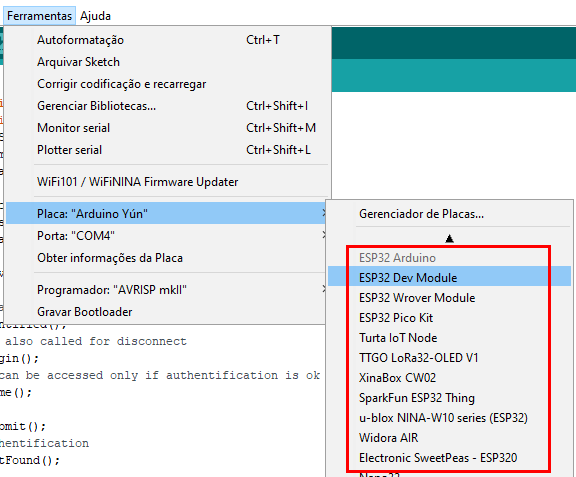 Ferramentas Ajuda
Autoformatação Ctrl+T
Arquivar Sketch
Corrigir codificação e recarregar
Gerenciar Bibliotecas... Ctrl+Shift+I
Monitor serial Ctrl+Shift+M
Plotter serial Ctrl+Shift+L
WiFi101 / WiFiNINA Firmware Updater
Placa: "Arduino Yún"
Porta: "COM4"
Obter informações da Placa
Programador: "AVRISP mkII"
Gravar Bootloader
Gerenciador de Placas...
ESP32 Arduino
ESP32 Dev Module
ESP32 Wrover Module
ESP32 Pico Kit
Turta IoT Node
TTGO LoRa32-OLED V1
XinaBox CW02
SparkFun ESP32 Thing
u-blox NINA-W10 series (ESP32)
Widora AIR
Electronic SweetPeas - ESP320
also called for disconnect
gin();
can be accessed only if authentification is ok
me();
bmit();
hentification
tFound();